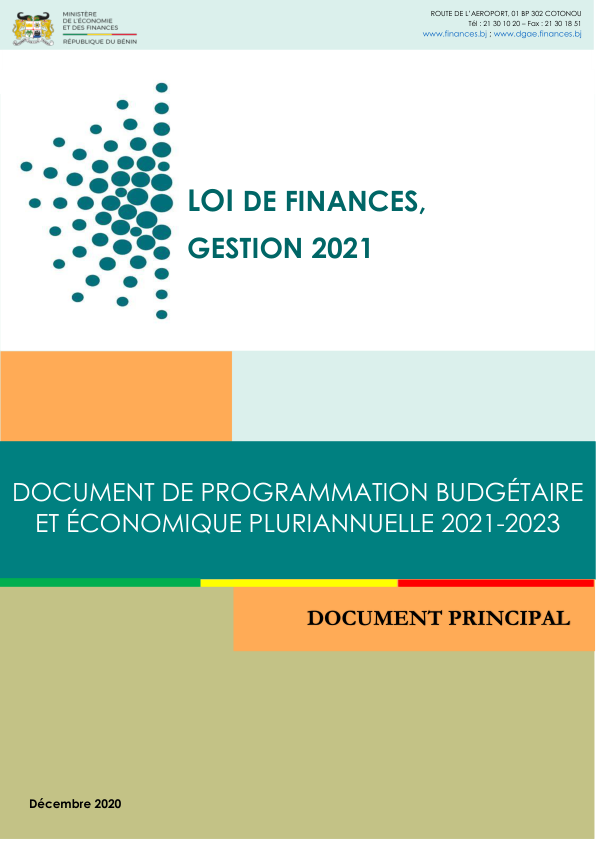 MINISTÈRE
DE L'ÉCONOMIE
ET DES FINANCES
RÉPUBLIQUE DU BÉNIN
ROUTE DE L'AEROPORT, 01 BP 302 COTONOU
Tél : 21 30 10 20 – Fax : 21 30 18 51
www.finances.bj ; www.dgae.finances.bj
LOI DE FINANCES,
GESTION 2021
DOCUMENT DE PROGRAMMATION BUDGÉTAIRE
ET ÉCONOMIQUE PLURIANNUELLE 2021-2023
DOCUMENT PRINCIPAL
Décembre 2020